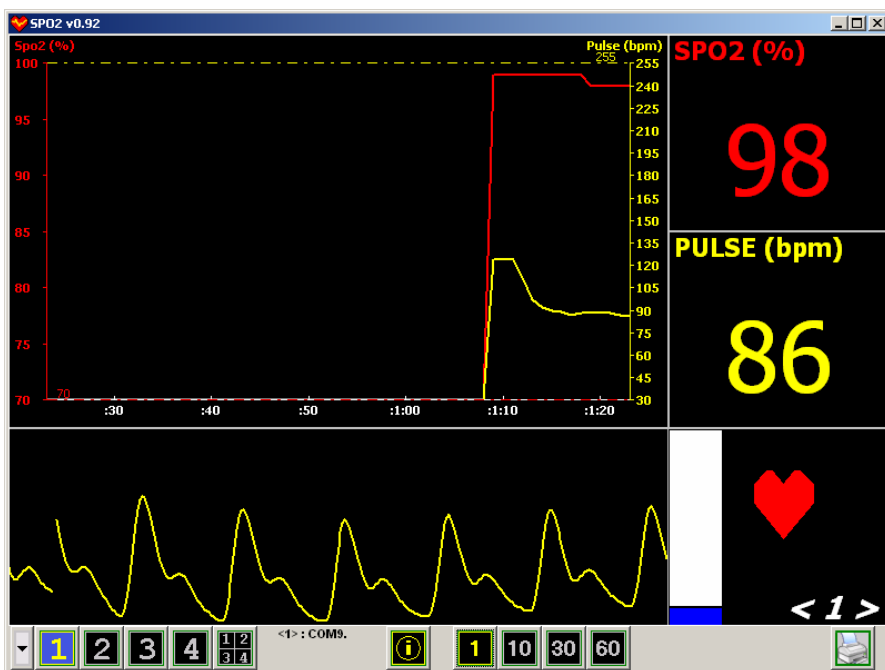 SPO2 v0.92
Spo2 (%)
Pulse (bpm)
255
100
95
90
85
80
75
70
70
255
240
225
210
195
180
165
150
135
120
105
90
75
60
45
30
:30 :40 :50 :1:00 :1:10 :1:20
SPO2 (%)
98
PULSE (bpm)
86
< 1 >
1 2 3 4 1 2
3 4
<1> : COM9.
i
1 10 30 60